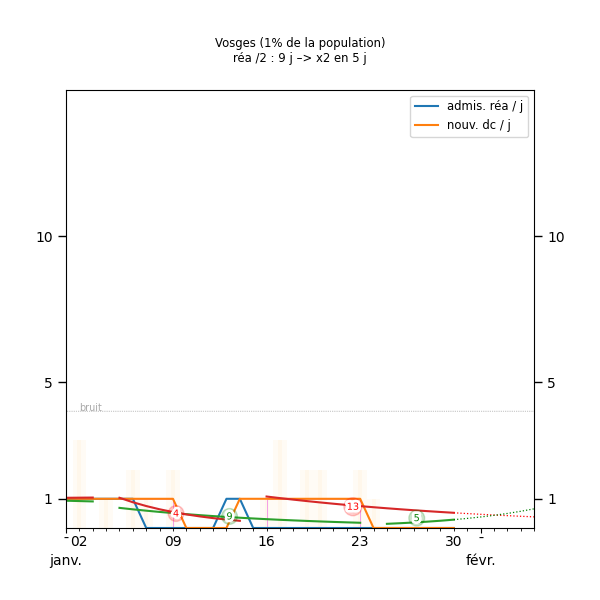 Vosges (1% de la population)
réa /2 : 9 j –> x2 en 5 j
admis. réa / j
nouv. dc / j
10
10
5
5
bruit
1
1
4
9
13
5
02
09
16
23
30
janv.
févr.